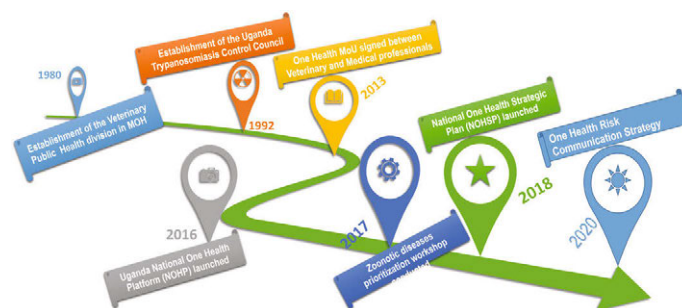 1980
Establishment of the Veterinary
Public Health division in MOH
Establishment of the Uganda
Trypanosomiasis Control Council
1992
One Health MoU signed between
Veterinary and Medical professionals
2013
2016
Uganda National One Health
Platform (NOHP) launched
2017
Zoonotic diseases
prioritization workshop
conducted
National One Health Strategic
Plan (NOHSP) launched
2018
One Health Risk
Communication Strategy
2020